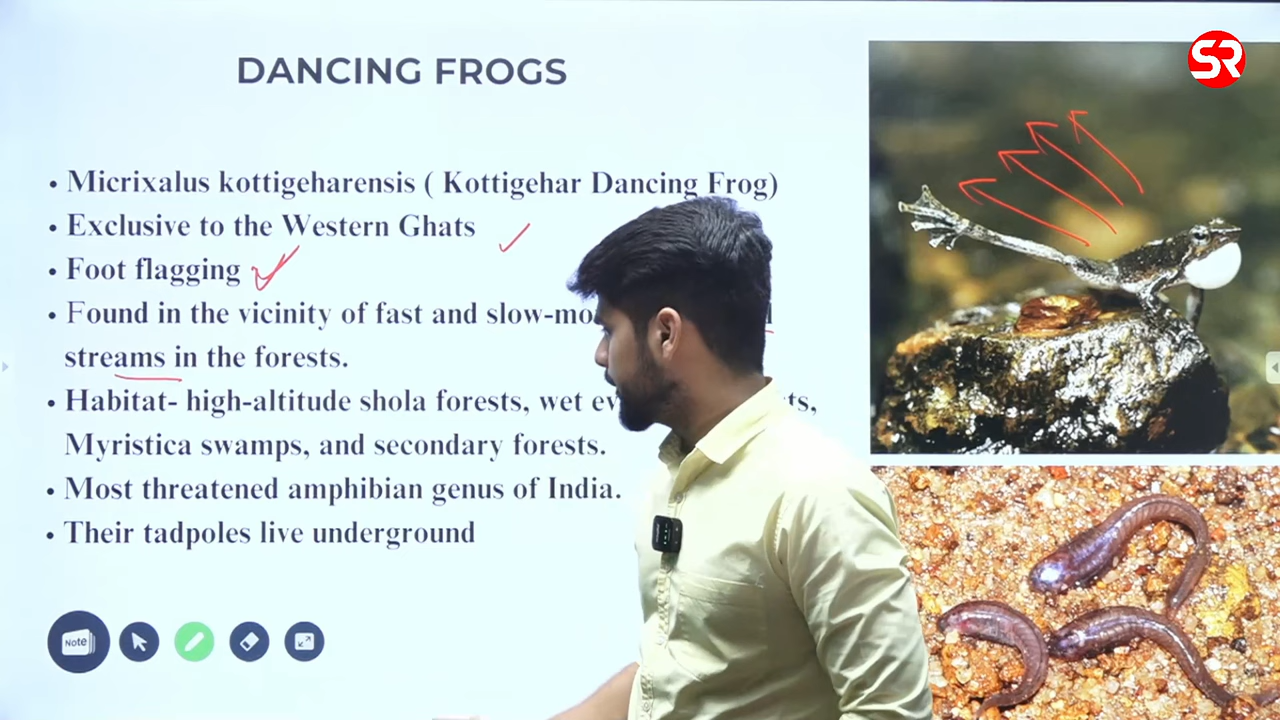 SR
DANCING FROGS
• Micrixalus kottigeharensis ( Kottigehar Dancing Frog)
• Exclusive to the Western Ghats
• Foot flagging
• Found in the vicinity of fast and slow-
streams in the forests.
• Habitat- high-altitude shola forests, wet
Myristica swamps, and secondary forests.
• Most threatened amphibian genus of India.
• Their tadpoles live underground
Note